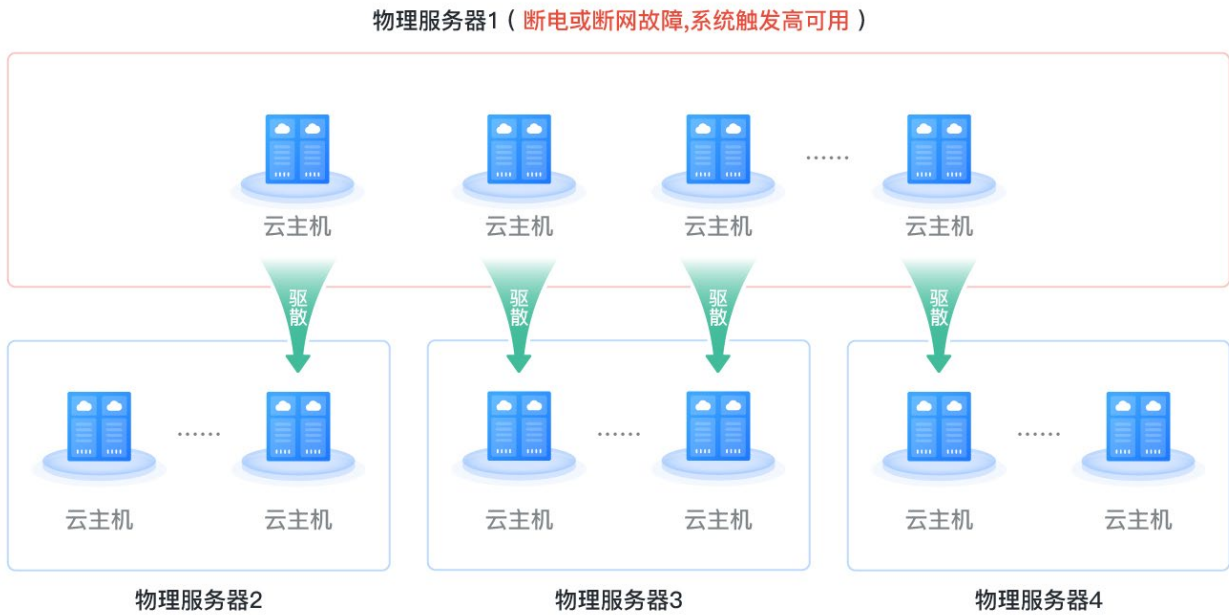 物理服务器1（断电或断网故障,系统触发高可用）
云主机 云主机 云主机 …… 云主机
驱散 驱散 驱散 驱散
…… …… ……
云主机 云主机 云主机 云主机 云主机 云主机
物理服务器2 物理服务器3 物理服务器4